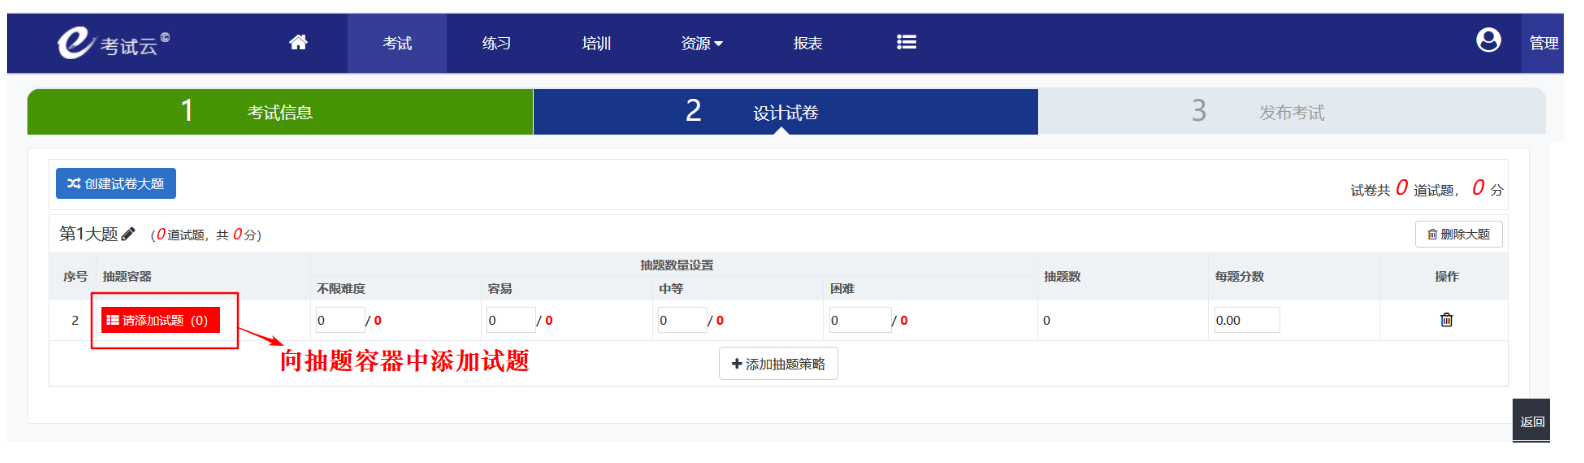 e 考试云© 考试 练习 培训 资源 报表 管理
1 考试信息 2 设计试卷 3 发布考试
创建试卷大题
试卷共 0 道试题， 0 分
第1大题 （0道试题，共 0分） 删除大题
序号 抽题容器 抽题数量设置 抽题数 每题分数 操作
不限难度 容易 中等 困难
2 请添加试题（0） 0 / 0 0 / 0 0 / 0 0 / 0 0 0.00
向抽题容器中添加试题
+ 添加抽题策略
返回